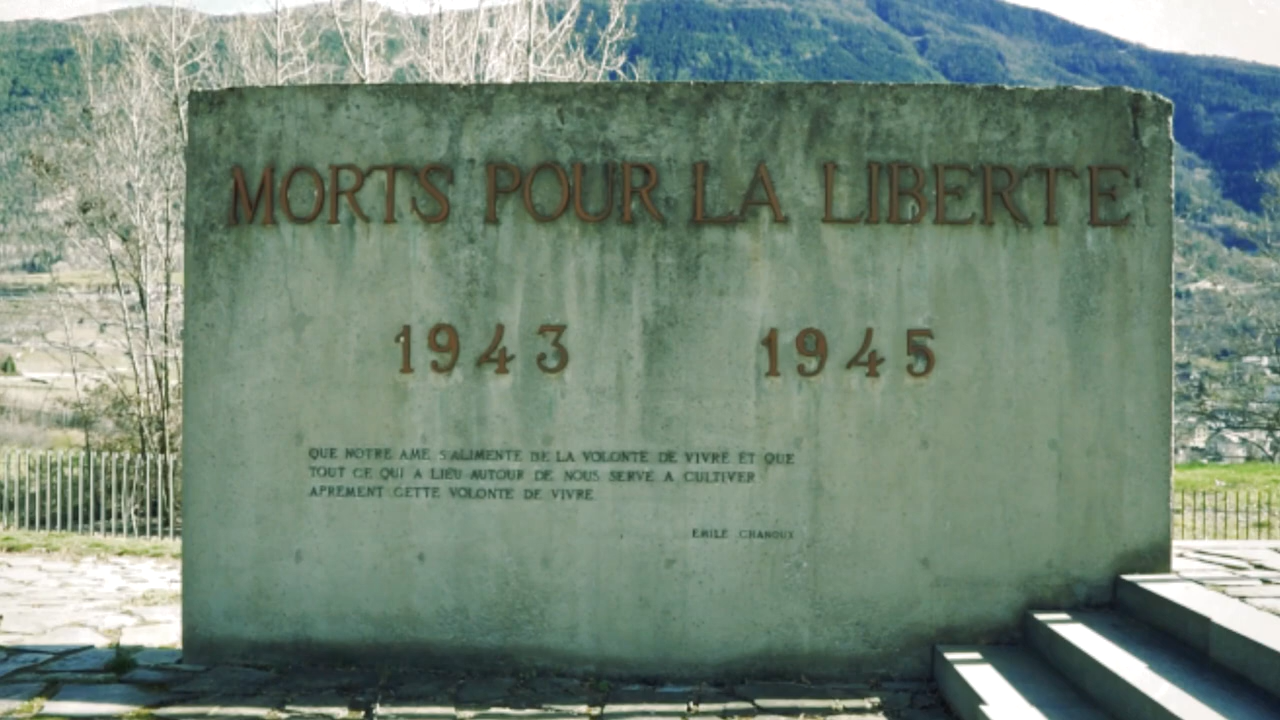 MORTS POUR LA LIBERTE
1943 1945
QUE NOTRE AME S'ALIMENTE DE LA VOLONTE DE VIVRE ET QUE
TOUT CE QUI A LIEU AUTOUR DE NOUS SERVE A CULTIVER
APREMENT CETTE VOLONTE DE VIVRE
EMILE CHANOUX